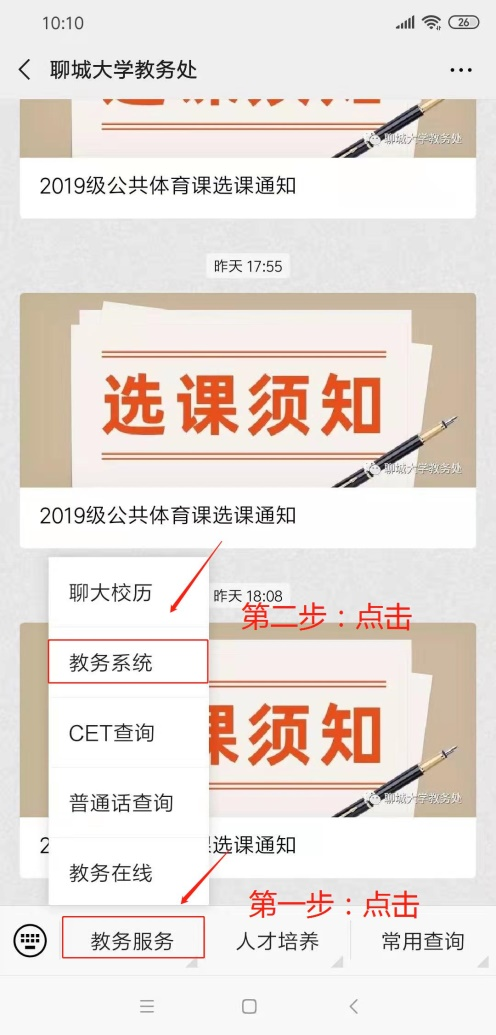 10:10
26
聊城大学教务处
聊城大学教务处
2019级公共体育课选课通知
昨天 17:55
选课须知
聊城大学教务处
2019级公共体育课选课通知
聊大校历
昨天 18:08
第二步：点击
教务系统
课须知
CET查询
聊城大学教务处
普通话查询
2
课选课通知
教务在线
第一步：点击
教务服务
人才培养
常用查询